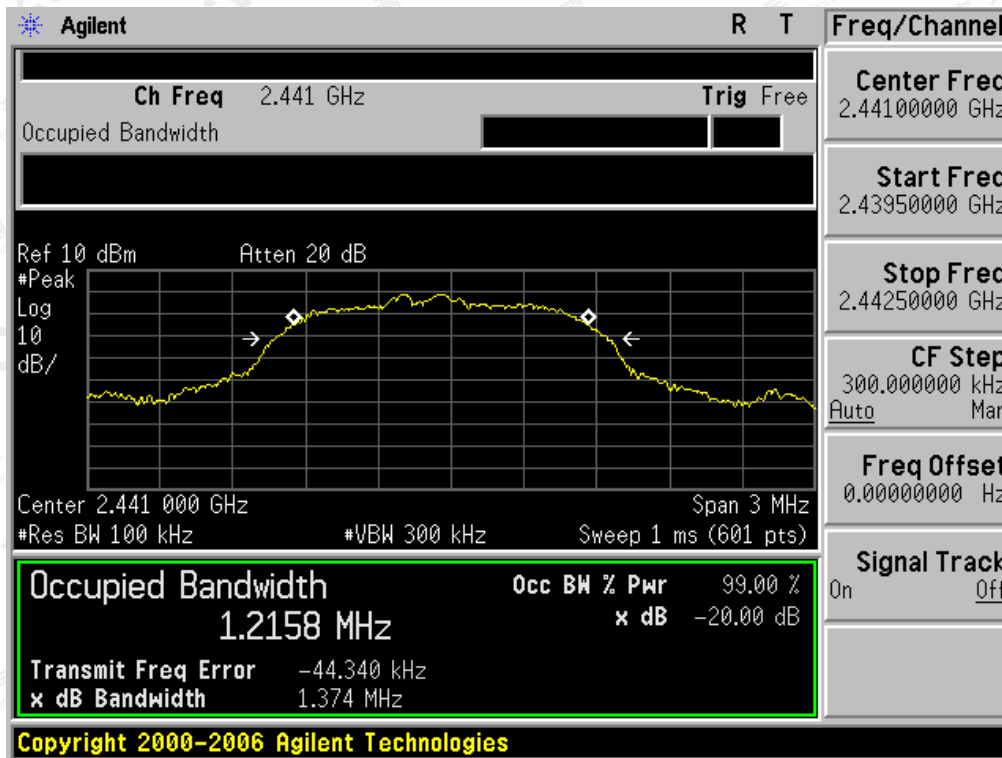 Agilent R T Freq/Channel
Ch Freq 2.441 GHz Trig Free
Occupied Bandwidth
Center Freq
2.44100000 GHz
Start Freq
2.43950000 GHz
Stop Freq
2.44250000 GHz
CF Step
300.000000 kHz
Auto Man
Freq Offset
0.00000000 Hz
Signal Track
On Off
Ref 10 dBm Atten 20 dB
#Peak
Log
10
dB/
Center 2.441 000 GHz Span 3 MHz
#Res BW 100 kHz #VBW 300 kHz Sweep 1 ms (601 pts)
Occupied Bandwidth Occ BW % Pwr 99.00 %
1.2158 MHz x dB -20.00 dB
Transmit Freq Error -44.340 kHz
x dB Bandwidth 1.374 MHz
Copyright 2000-2006 Agilent Technologies